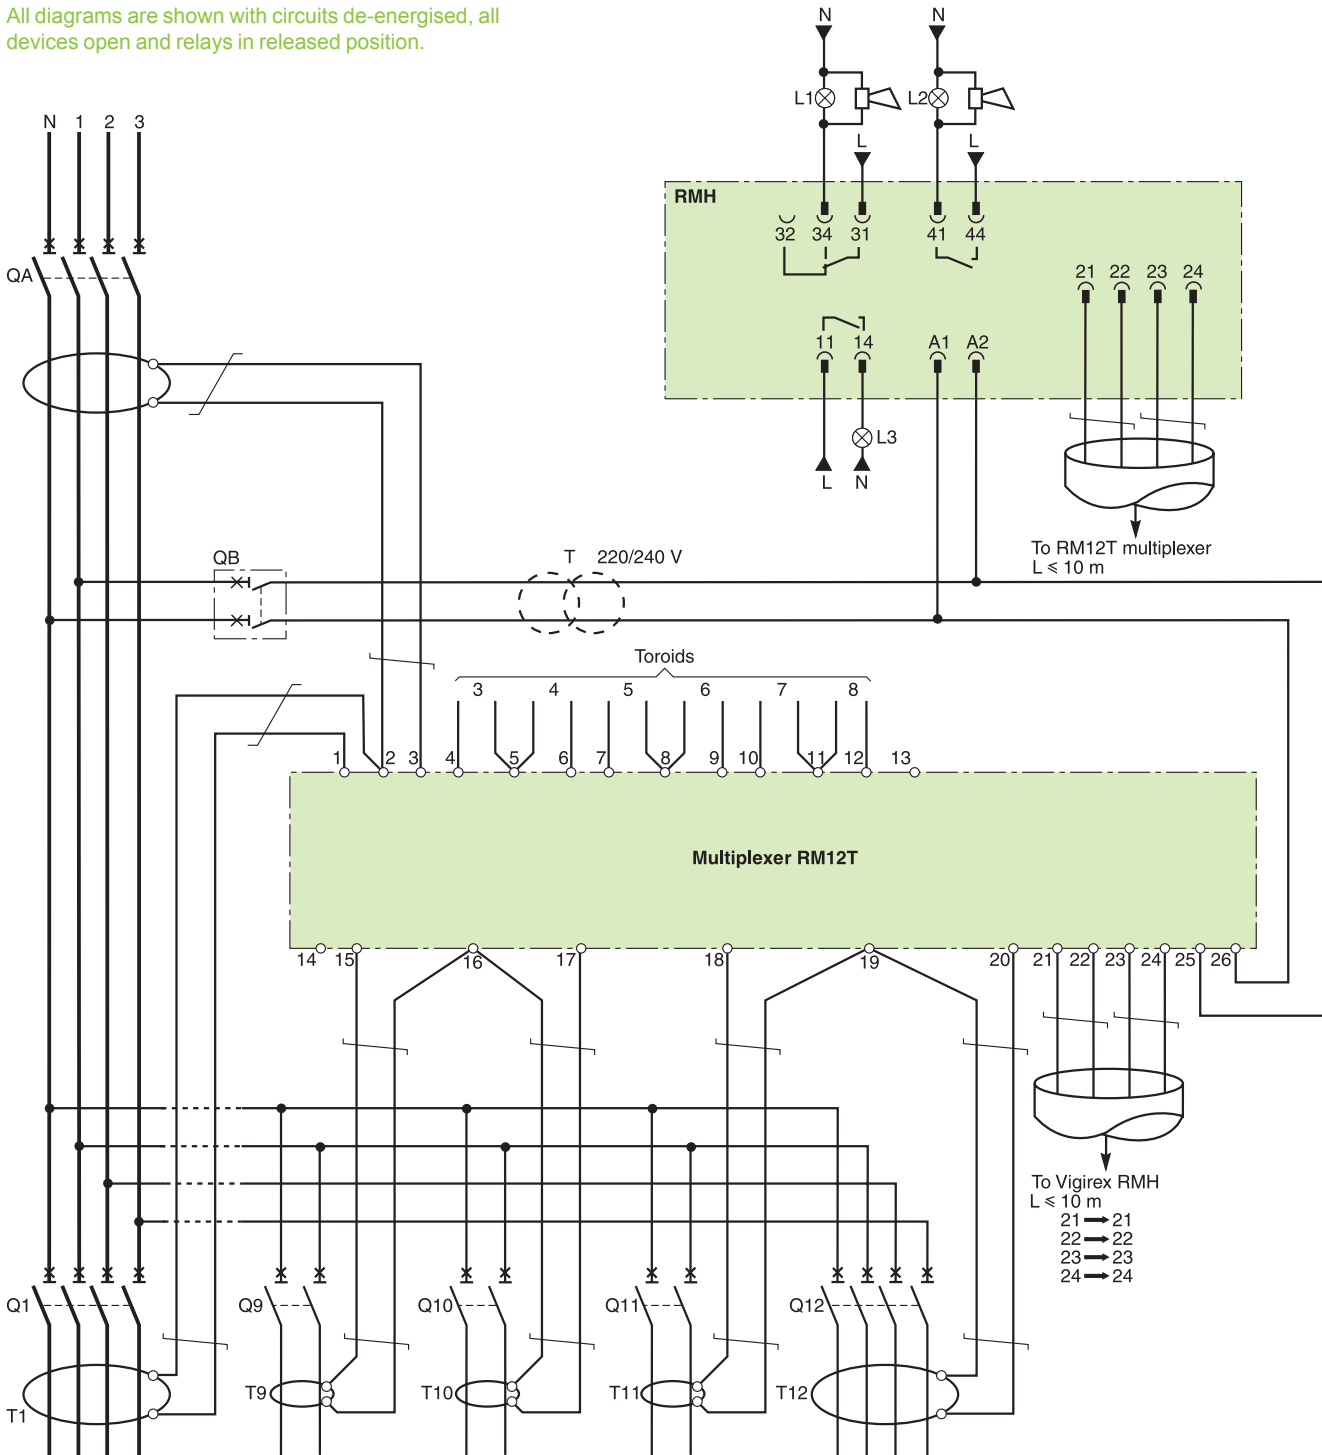 All diagrams are shown with circuits de-energised, all
devices open and relays in released position.
N N
L1 L2
L L
N 1 2 3
RMH
32 34 31 41 44
21 22 23 24
QA
11 14 A1 A2
L3
L N
To RM12T multiplexer
L ≤ 10 m
QB
T 220/240 V
Toroids
3 4 5 6 7 8
1 2 3 4 5 6 7 8 9 10 11 12 13
Multiplexer RM12T
14 15 16 17 18 19 20 21 22 23 24 25 26
To Vigirex RMH
L ≤ 10 m
21 → 21
22 → 22
23 → 23
24 → 24
Q1 Q9 Q10 Q11 Q12
T1 T9 T10 T11 T12